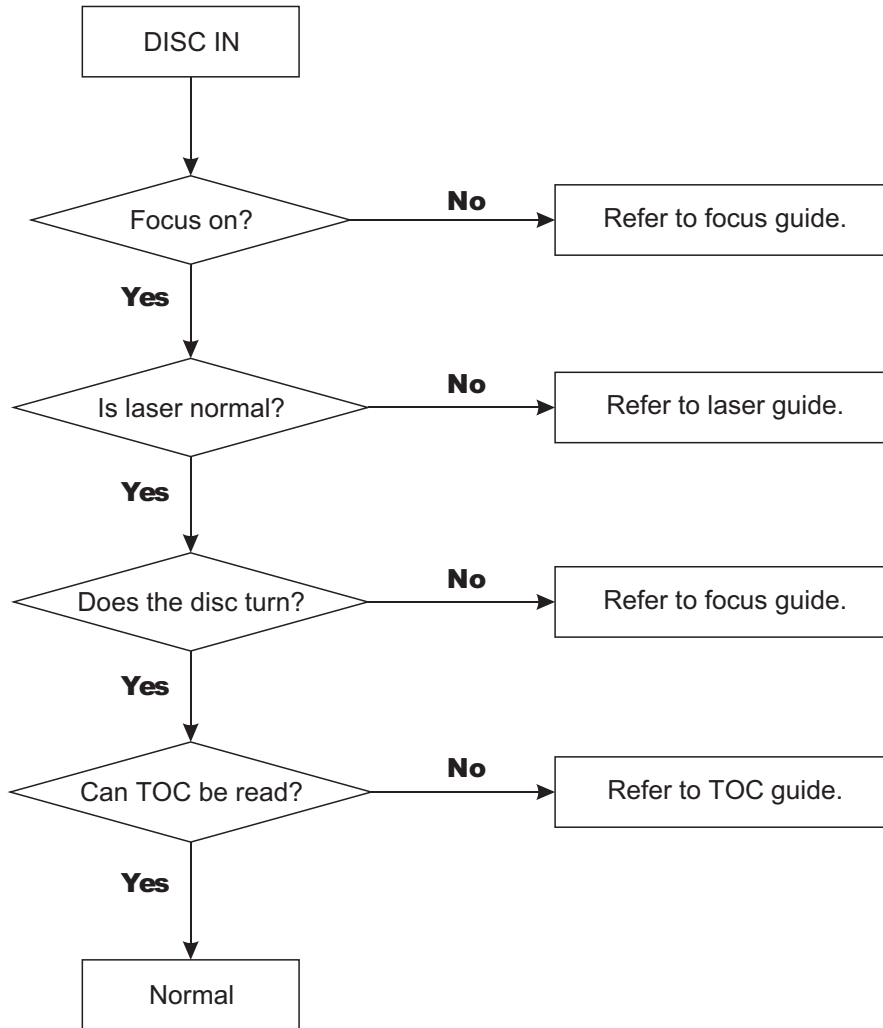 DISC IN
Focus on?
No
Refer to focus guide.
Yes
Is laser normal?
No
Refer to laser guide.
Yes
Does the disc turn?
No
Refer to focus guide.
Yes
Can TOC be read?
No
Refer to TOC guide.
Yes
Normal